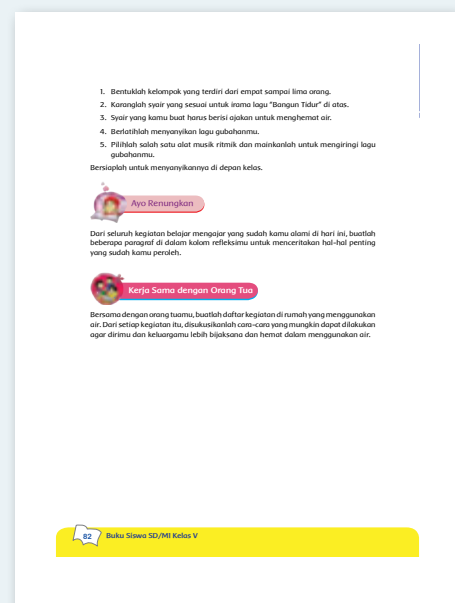 1. Bentuklah kelompok yang terdiri dari empat sampai lima orang.
2. Karanglah syair yang sesuai untuk irama lagu "Bangun Tidur" di atas.
3. Syair yang kamu buat harus berisi ajakan untuk menghemat air.
4. Berlatihlah menyanyikan lagu gubahanmu.
5. Pilihlah salah satu alat musik ritmik dan mainkanlah untuk mengiringi lagu
gubahanmu.
Bersiaplah untuk menyanyikannya di depan kelas.
Ayo Renungkan
Dari seluruh kegiatan belajar mengajar yang sudah kamu alami di hari ini, buatlah
beberapa paragraf di dalam kolom refleksimu untuk menceritakan hal-hal penting
yang sudah kamu peroleh.
Kerja Sama dengan Orang Tua
Bersama dengan orang tuamu, buatlah daftar kegiatan di rumah yang menggunakan
air. Dari setiap kegiatan itu, disukusikanlah cara-cara yang mungkin dapat dilakukan
agar dirimu dan keluargamu lebih bijaksana dan hemat dalam menggunakan air.
82 Buku Siswa SD/MI Kelas V